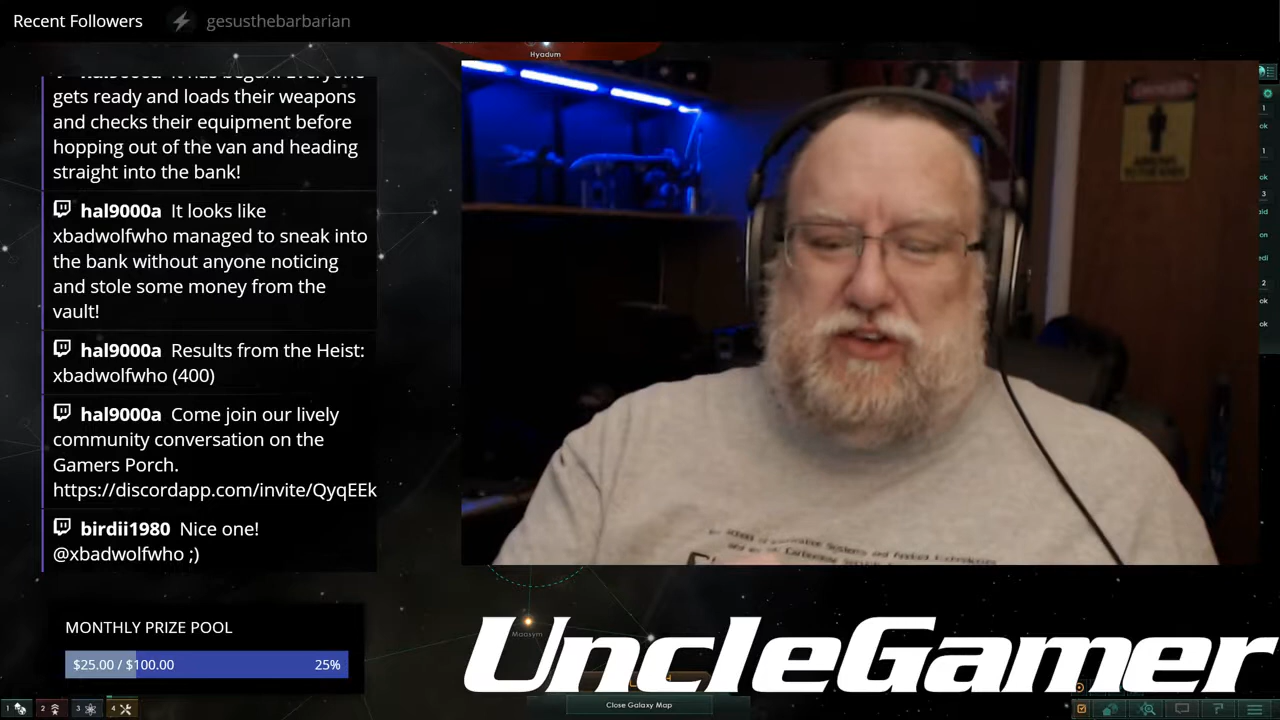 Recent Followers
gesusthebarbarian
Hyadum
gets ready and loads their weapons
and checks their equipment before
hopping out of the van and heading
straight into the bank!
hal9000a It looks like
xbadwolfwho managed to sneak into
the bank without anyone noticing
and stole some money from the
vault!
hal9000a Results from the Heist:
xbadwolfwho (400)
hal9000a Come join our lively
community conversation on the
Gamers Porch.
https://discordapp.com/invite/QyqEEk
birdii1980 Nice one!
@xbadwolfwho ;)
MONTHLY PRIZE POOL
$25.00 / $100.00 25%
UncleGamer
1 2 3 4
Close Galaxy Map